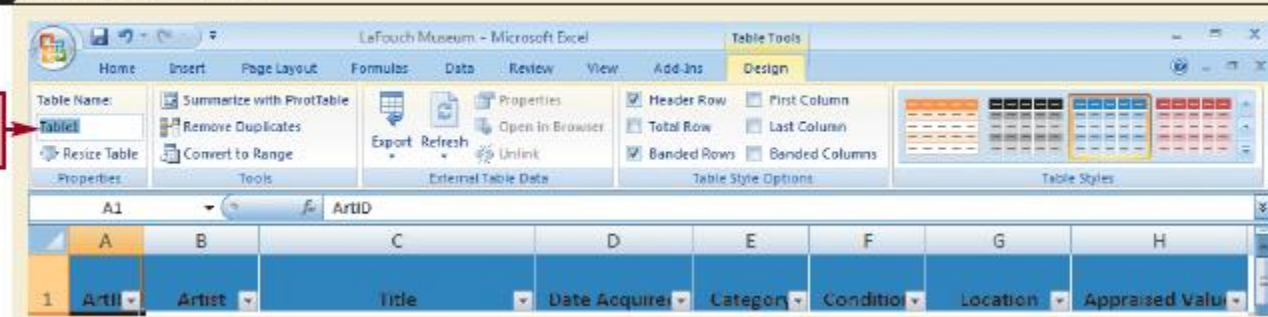 LaFouch Museum - Microsoft Excel
Table Tools
Home Insert Page Layout Formulas Data Review View Add-Ins Design
Table Name:
Table1
Resize Table
Properties
Summarize with PivotTable
Remove Duplicates
Convert to Range
Tools
Export Refresh
Properties
Open in Browser
Unlink
External Table Data
Header Row First Column
Total Row Last Column
Banded Rows Banded Columns
Table Style Options
Table Styles
A1 fx ArtID
A B C D E F G H
1 ArtI Artist Title Date Acquire Categor Conditio Location Appraised Valu